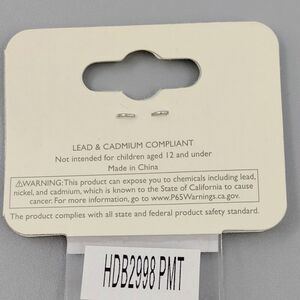 LEAD & CADMIUM COMPLIANT
Not intended for children aged 12 and under
Made in China
⚠WARNING: This product can expose you to chemicals including lead,
nickel, and cadmium, which is known to the State of California to cause
cancer. For more information, go to www.P65Warnings.ca.gov.
The product complies with all state and federal product safety standard.
HDB2998 PMT